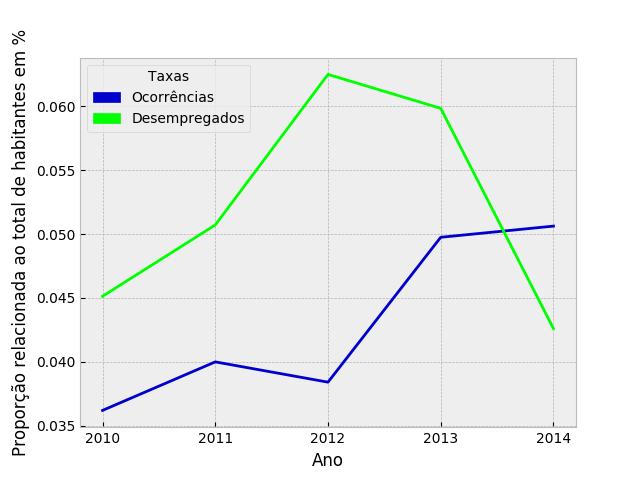 Proporção relacionada ao total de habitantes em %
Taxas
Ocorrências
Desempregados
0.060
0.055
0.050
0.045
0.040
0.035
2010 2011 2012 2013 2014
Ano